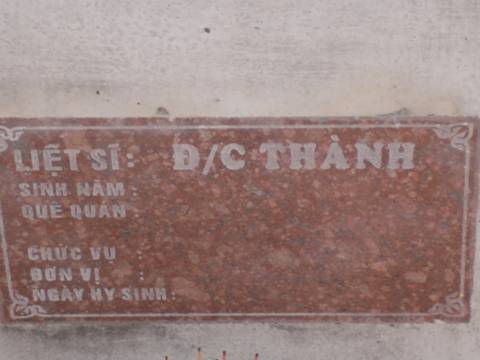 LIỆT SĨ: Đ/C THÀNH
SINH NĂM :
QUÊ QUÁN :
CHỨC VỤ :
ĐƠN VỊ :
NGÀY HY SINH :